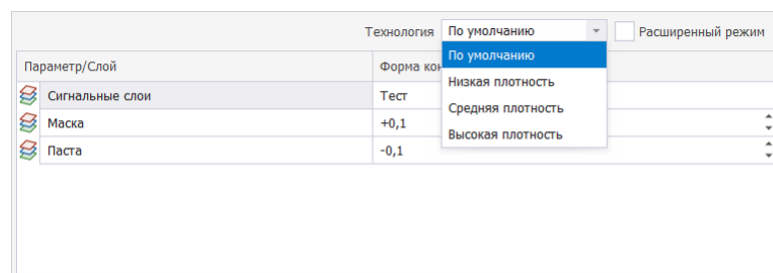 Технология По умолчанию Расширенный режим
По умолчанию
Параметр/Слой Форма
Низкая плотность
Сигнальные слои Тест
Средняя плотность
Маска +0,1
Высокая плотность
Паста -0,1